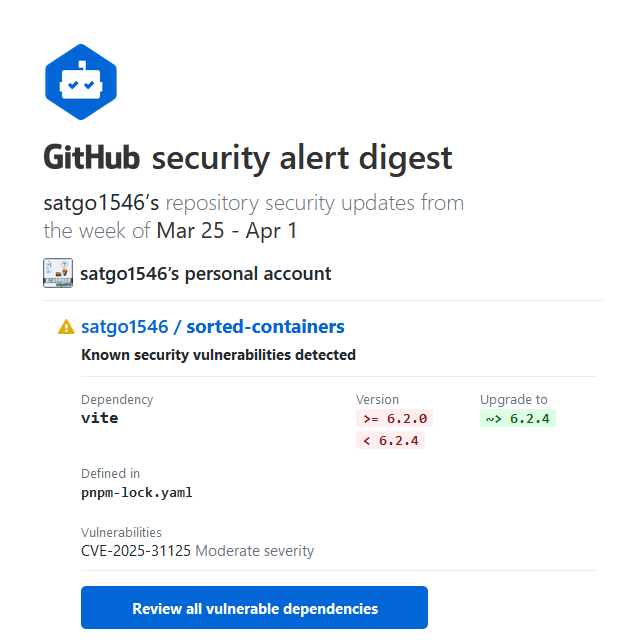 GitHub security alert digest
satgo1546’s repository security updates from
the week of Mar 25 - Apr 1
satgo1546’s personal account
satgo1546 / sorted-containers
Known security vulnerabilities detected
Dependency Version Upgrade to
vite >= 6.2.0 ~> 6.2.4
< 6.2.4
Defined in
pnpm-lock.yaml
Vulnerabilities
CVE-2025-31125 Moderate severity
Review all vulnerable dependencies